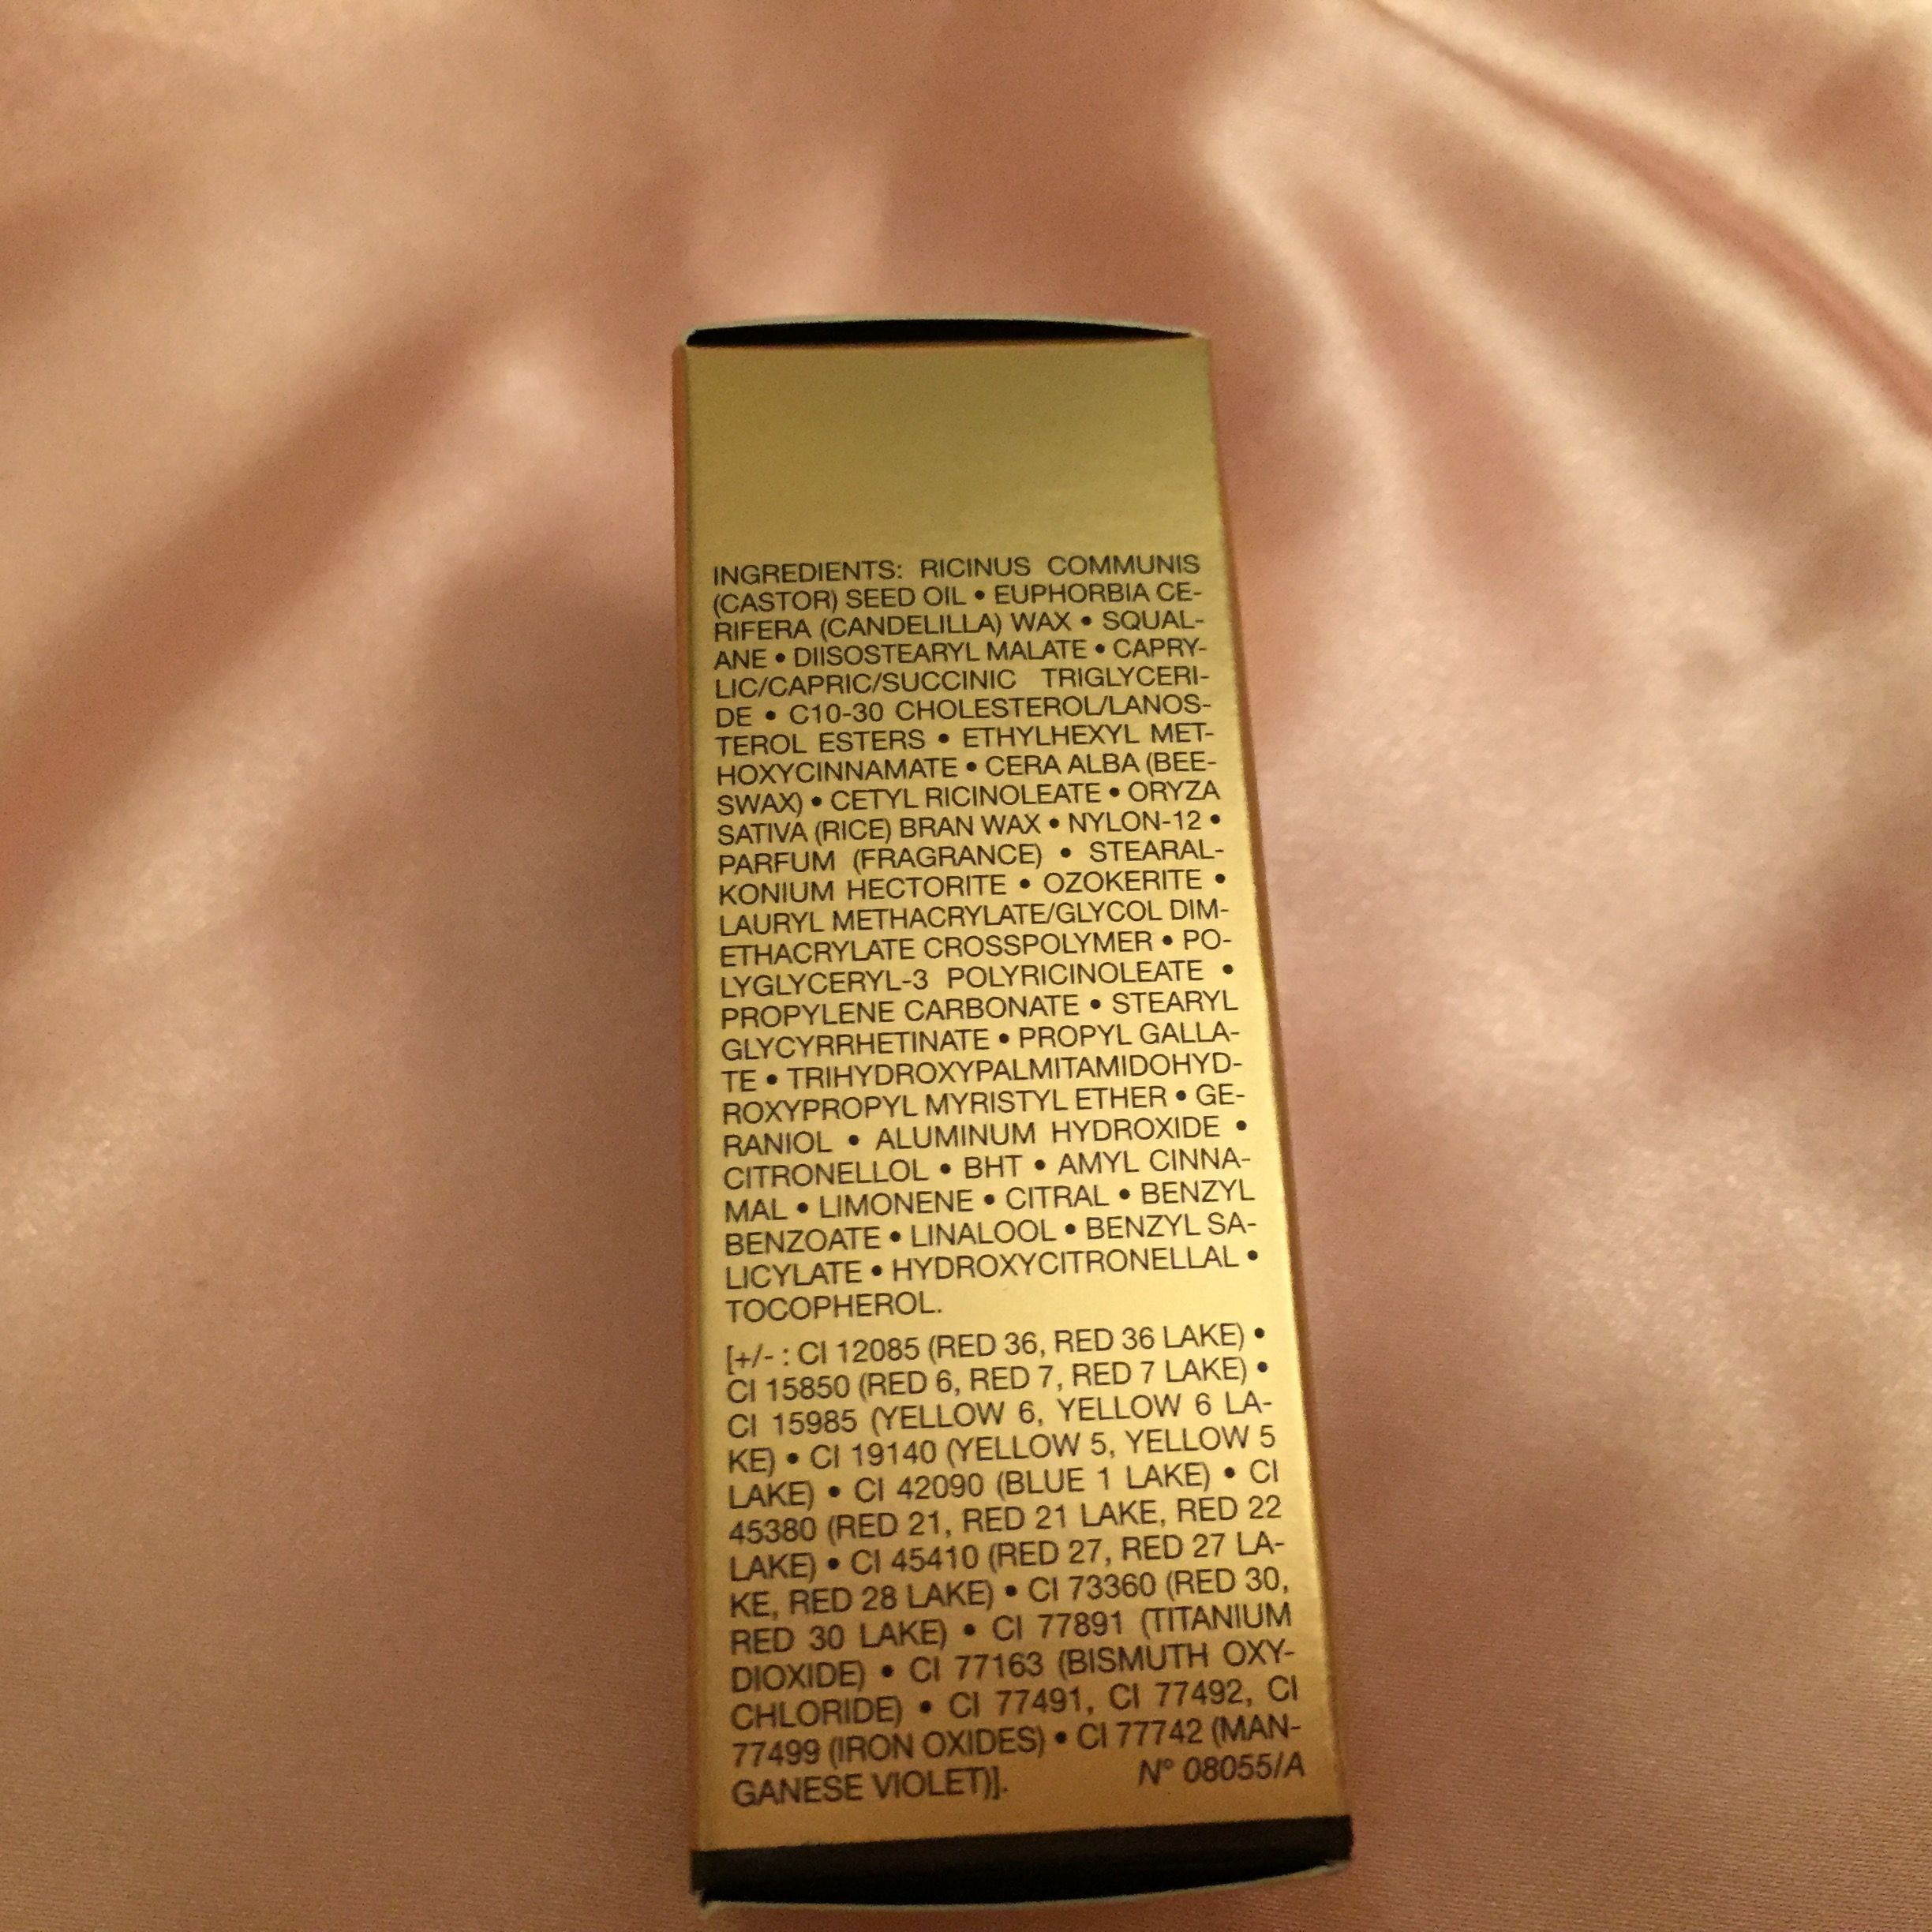 INGREDIENTS: RICINUS COMMUNIS
(CASTOR) SEED OIL • EUPHORBIA CE-
RIFERA (CANDELILLA) WAX • SQUAL-
ANE • DIISOSTEARYL MALATE • CAPRY-
LIC/CAPRIC/SUCCINIC TRIGLYCERI-
DE • C10-30 CHOLESTEROL/LANOS-
TEROL ESTERS • ETHYLHEXYL MET-
HOXYCINNAMATE • CERA ALBA (BEE-
SWAX) • CETYL RICINOLEATE • ORYZA
SATIVA (RICE) BRAN WAX • NYLON-12 •
PARFUM (FRAGRANCE) • STEARAL-
KONIUM HECTORITE • OZOKERITE •
LAURYL METHACRYLATE/GLYCOL DIM-
ETHACRYLATE CROSSPOLYMER • PO-
LYGLYCERYL-3 POLYRICINOLEATE •
PROPYLENE CARBONATE • STEARYL
GLYCYRRHETINATE • PROPYL GALLA-
TE • TRIHYDROXYPALMITAMIDOHYD-
ROXYPROPYL MYRISTYL ETHER • GE-
RANIOL • ALUMINUM HYDROXIDE •
CITRONELLOL • BHT • AMYL CINNA-
MAL • LIMONENE • CITRAL • BENZYL
BENZOATE • LINALOOL • BENZYL SA-
LICYLATE • HYDROXYCITRONELLAL •
TOCOPHEROL.
[+/- : CI 12085 (RED 36, RED 36 LAKE) •
CI 15850 (RED 6, RED 7, RED 7 LAKE) •
CI 15985 (YELLOW 6, YELLOW 6 LA-
KE) • CI 19140 (YELLOW 5, YELLOW 5
LAKE) • CI 42090 (BLUE 1 LAKE) • CI
45380 (RED 21, RED 21 LAKE, RED 22
LAKE) • CI 45410 (RED 27, RED 27 LA-
KE, RED 28 LAKE) • CI 73360 (RED 30,
RED 30 LAKE) • CI 77891 (TITANIUM
DIOXIDE) • CI 77163 (BISMUTH OXY-
CHLORIDE) • CI 77491, CI 77492, CI
77499 (IRON OXIDES) • CI 77742 (MAN-
GANESE VIOLET)]. N° 08055/A